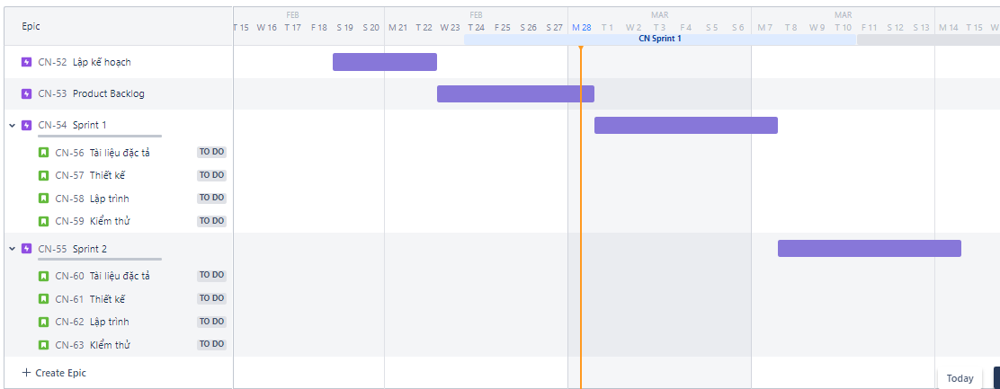 FEB FEB MAR MAR
Epic
T 15 W 16 T 17 F 18 S 19 S 20 M 21 T 22 W 23 T 24 F 25 S 26 S 27 M 28 T 1 W 2 T 3 F 4 S 5 S 6 M 7 T 8 W 9 T 10 F 11 S 12 S 13 M 14 T 15 W
CN Sprint 1
CN-52 Lập kế hoạch
CN-53 Product Backlog
CN-54 Sprint 1
CN-56 Tài liệu đặc tả TO DO
CN-57 Thiết kế TO DO
CN-58 Lập trình TO DO
CN-59 Kiểm thử TO DO
CN-55 Sprint 2
CN-60 Tài liệu đặc tả TO DO
CN-61 Thiết kế TO DO
CN-62 Lập trình TO DO
CN-63 Kiểm thử TO DO
+ Create Epic
Today